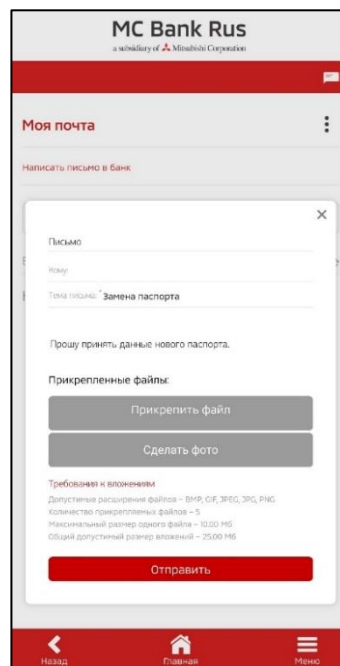 MC Bank Rus
a subsidiary of Mitsubishi Corporation
Моя почта
Написать письмо в банк
Письмо
Кому:
Тема письма: * Замена паспорта
Прошу принять данные нового паспорта.
Прикрепленные файлы:
Прикрепить файл
Сделать фото
Требования к вложениям
Допустимые расширения файлов – BMP, GIF, JPEG, JPG, PNG
Количество прикрепляемых файлов – 5
Максимальный размер одного файла – 10.00 Мб
Общий допустимый размер вложений – 25.00 Мб
Отправить
Назад
Главная
Меню